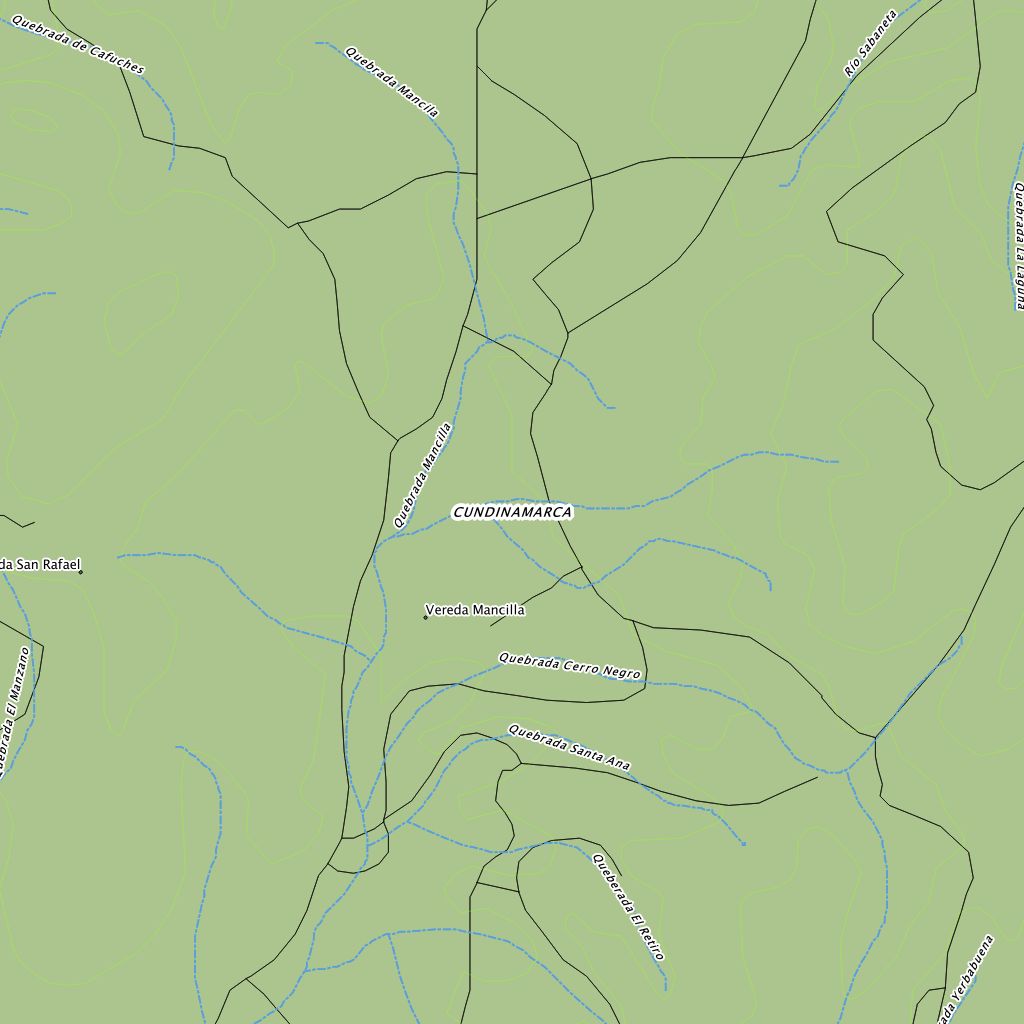 Quebrada de Cafuches
Quebrada Mancila
Río Sabaneta
Quebrada La Laguna
Quebrada Mancilla
CUNDINAMARCA
da San Rafael
Vereda Mancilla
Quebrada Cerro Negro
Quebrada El Manzano
Quebrada Santa Ana
Queberada El Retiro
ada Yerbabuena